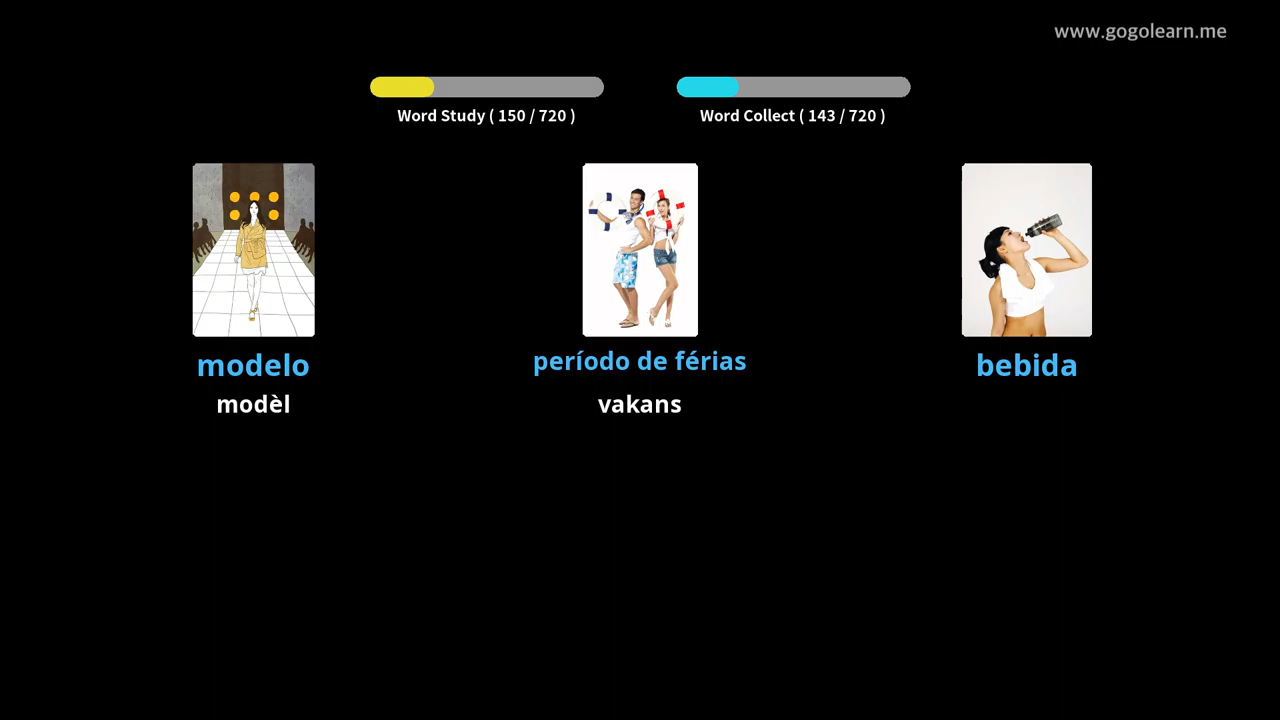 www.gogolearn.me
Word Study ( 150 / 720 )
Word Collect ( 143 / 720 )
modelo
período de férias
bebida
modèl
vakans